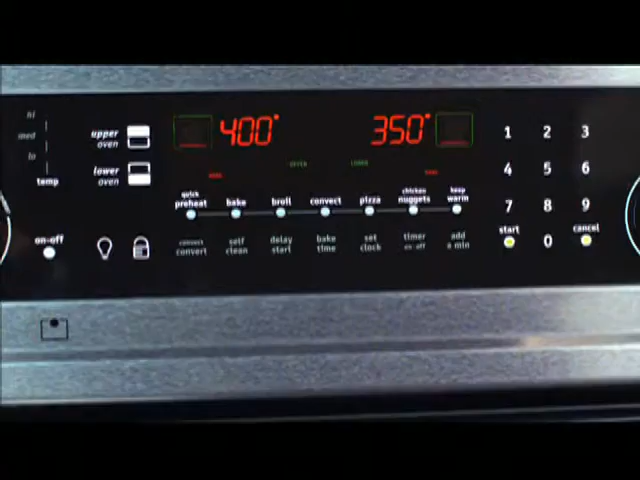 hi
med
lo
temp
upper
oven
lower
oven
on-off
400°
350°
quick
preheat
bake
broil
convect
pizza
chicken
nuggets
keep
warm
convect
convert
self
clean
delay
start
bake
time
set
clock
timer
on-off
add
a min
1 2 3
4 5 6
7 8 9
start
0
cancel